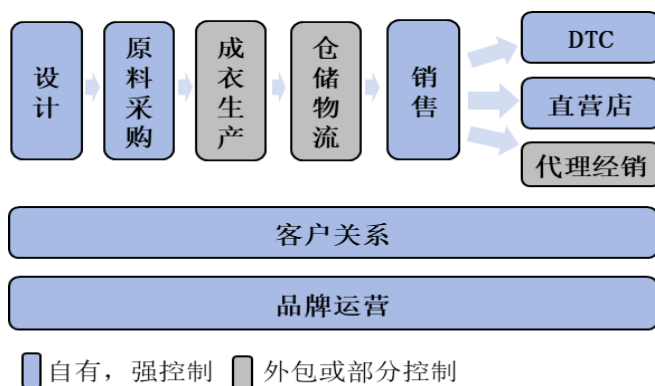 设计
原料采购
成衣生产
仓储物流
销售
DTC
直营店
代理经销
客户关系
品牌运营
自有，强控制
外包或部分控制